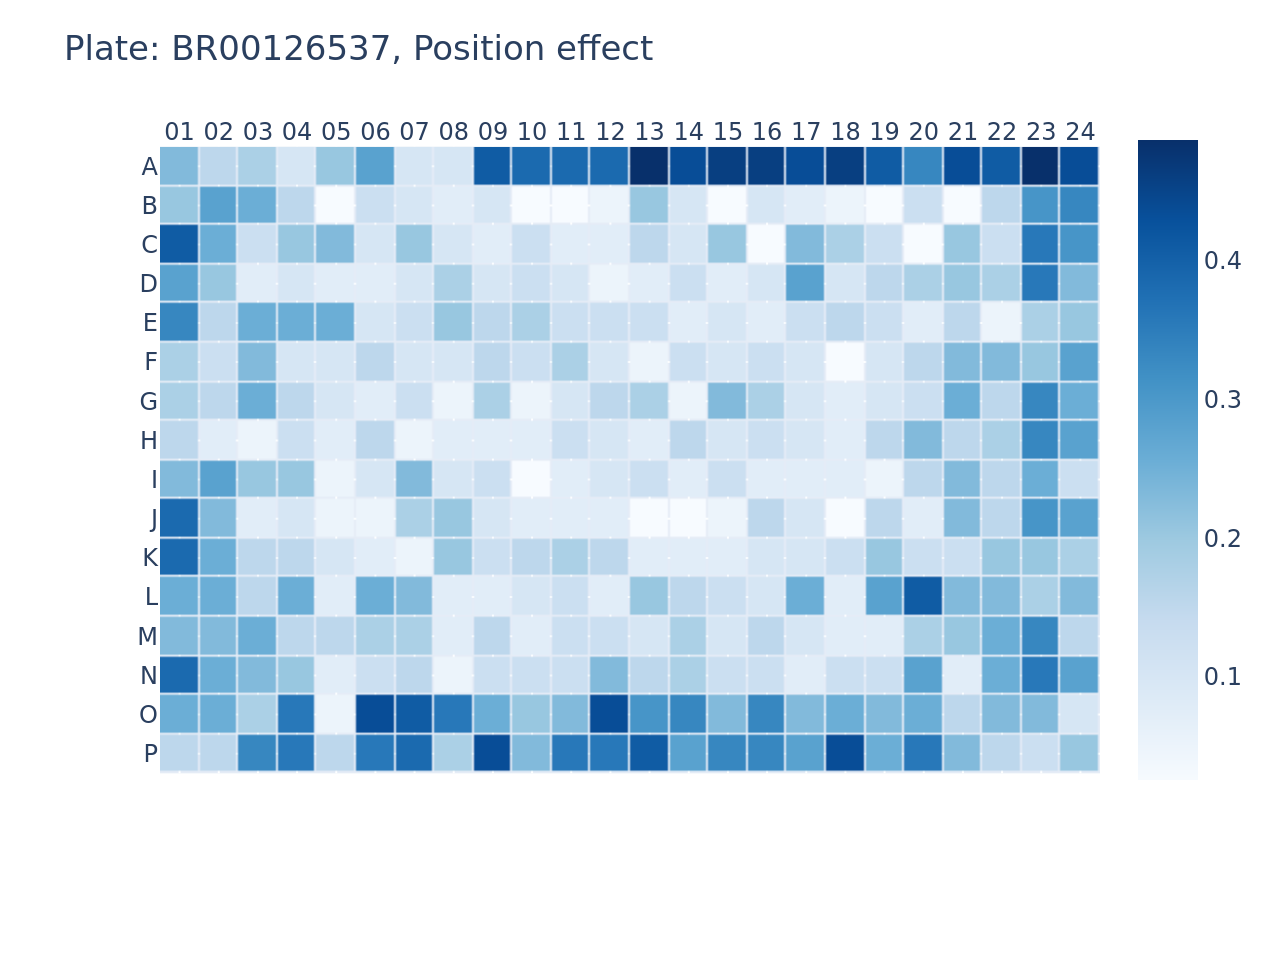 Plate: BR00126537, Position effect
01 02 03 04 05 06 07 08 09 10 11 12 13 14 15 16 17 18 19 20 21 22 23 24
A
B
C
D
E
F
G
H
I
J
K
L
M
N
O
P
0.4
0.3
0.2
0.1